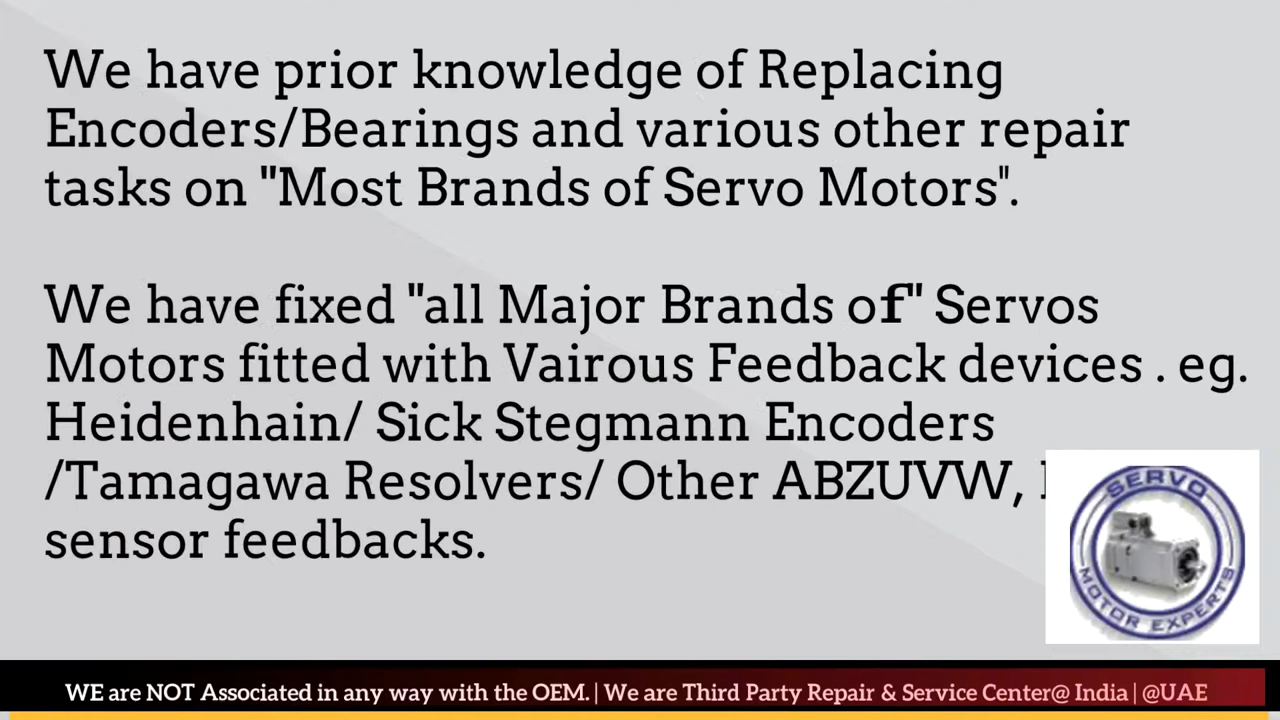 We have prior knowledge of Replacing
Encoders/Bearings and various other repair
tasks on "Most Brands of Servo Motors".
We have fixed "all Major Brands of" Servos
Motors fitted with Vairous Feedback devices . eg.
Heidenhain/ Sick Stegmann Encoders
/Tamagawa Resolvers/ Other ABZUVW,
sensor feedbacks.
SERVO
MOTOR EXPERTS
WE are NOT Associated in any way with the OEM. | We are Third Party Repair & Service Center@ India | @UAE